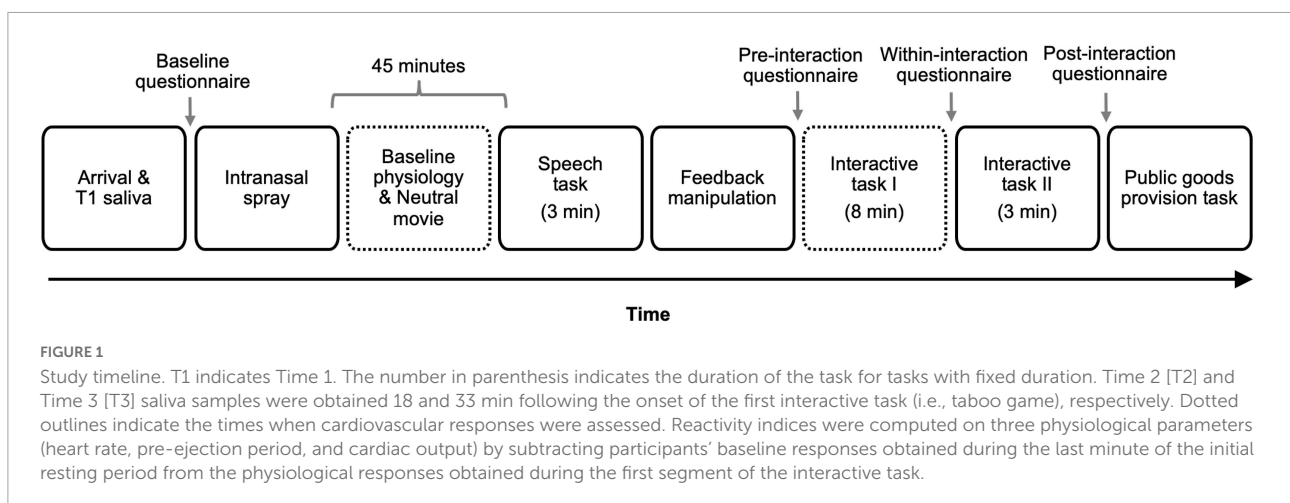 Baseline
questionnaire
45 minutes
Pre-interaction
questionnaire
Within-interaction
questionnaire
Post-interaction
questionnaire
Arrival &
T1 saliva
Intranasal
spray
Baseline
physiology
& Neutral
movie
Speech
task
(3 min)
Feedback
manipulation
Interactive
task I
(8 min)
Interactive
task II
(3 min)
Public goods
provision task
Time
FIGURE 1
Study timeline. T1 indicates Time 1. The number in parenthesis indicates the duration of the task for tasks with fixed duration. Time 2 [T2] and
Time 3 [T3] saliva samples were obtained 18 and 33 min following the onset of the first interactive task (i.e., taboo game), respectively. Dotted
outlines indicate the times when cardiovascular responses were assessed. Reactivity indices were computed on three physiological parameters
(heart rate, pre-ejection period, and cardiac output) by subtracting participants’ baseline responses obtained during the last minute of the initial
resting period from the physiological responses obtained during the first segment of the interactive task.